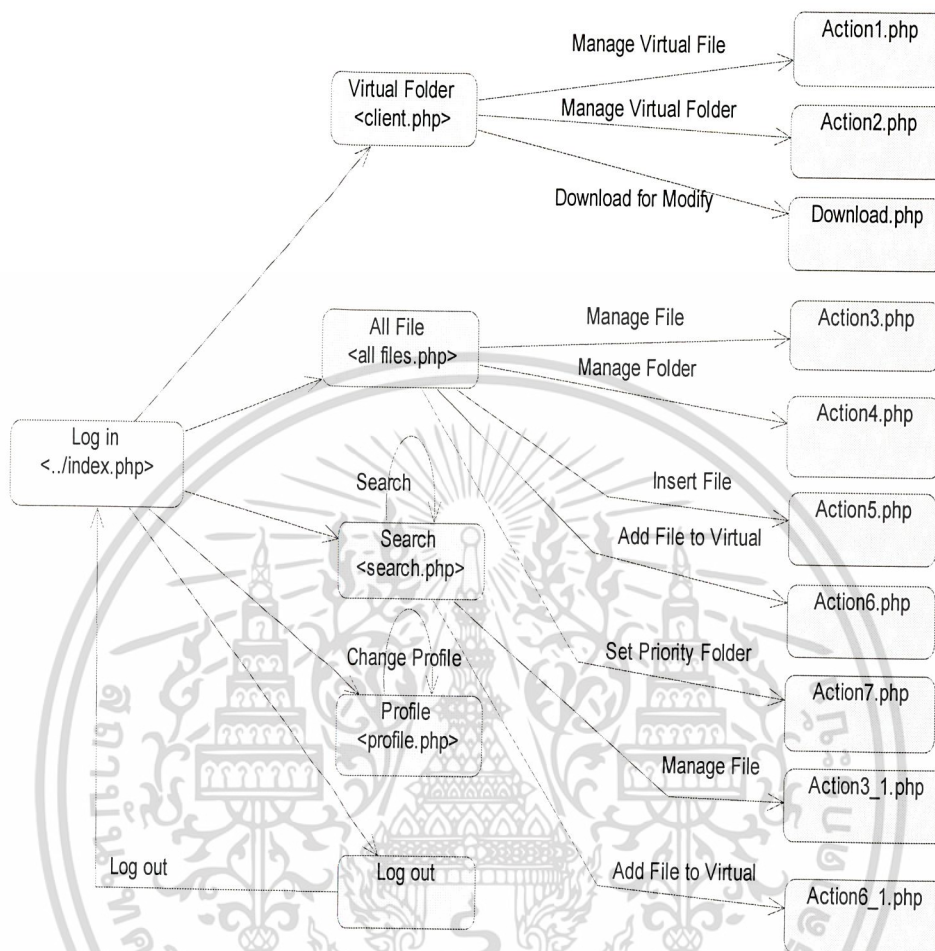 Manage Virtual File
Action1.php
Virtual Folder
<client.php>
Manage Virtual Folder
Action2.php
Download for Modify
Download.php
All File
<all files.php>
Manage File
Action3.php
Manage Folder
Action4.php
Log in
<../index.php>
Search
Insert File
Action5.php
Search
<search.php>
Add File to Virtual
Action6.php
Change Profile
Set Priority Folder
Action7.php
Profile
<profile.php>
Manage File
Action3_1.php
Log out
Log out
Add File to Virtual
Action6_1.php